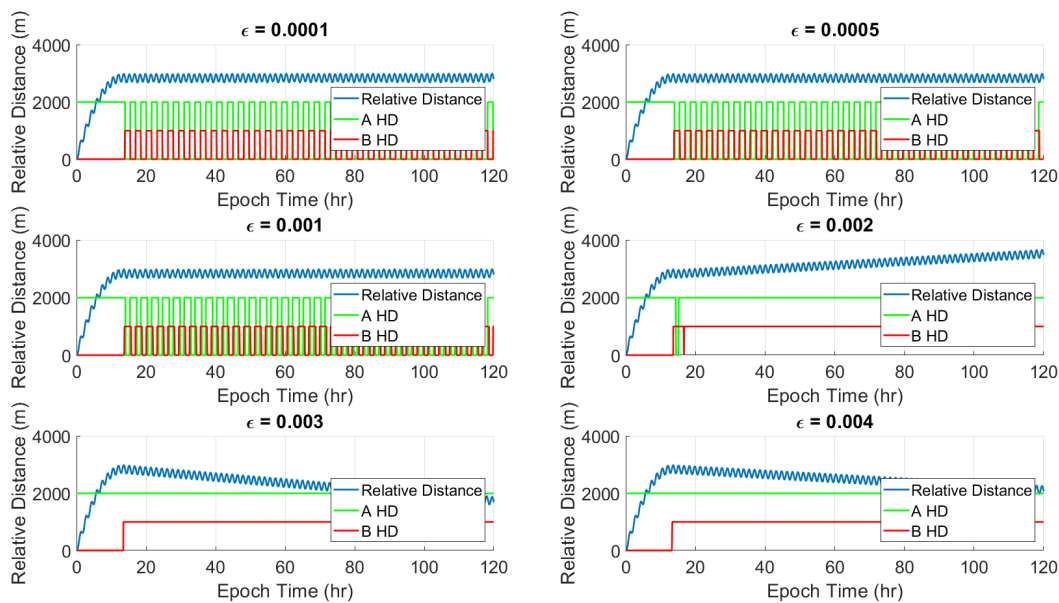 ϵ = 0.0001
Relative Distance (m)
4000
2000
0
Relative Distance
A HD
B HD
0 20 40 60 80 100 120
Epoch Time (hr)
ϵ = 0.0005
Relative Distance (m)
4000
2000
0
Relative Distance
A HD
B HD
0 20 40 60 80 100 120
Epoch Time (hr)
ϵ = 0.001
Relative Distance (m)
4000
2000
0
Relative Distance
A HD
B HD
0 20 40 60 80 100 120
Epoch Time (hr)
ϵ = 0.002
Relative Distance (m)
4000
2000
0
Relative Distance
A HD
B HD
0 20 40 60 80 100 120
Epoch Time (hr)
ϵ = 0.003
Relative Distance (m)
4000
2000
0
Relative Distance
A HD
B HD
0 20 40 60 80 100 120
Epoch Time (hr)
ϵ = 0.004
Relative Distance (m)
4000
2000
0
Relative Distance
A HD
B HD
0 20 40 60 80 100 120
Epoch Time (hr)